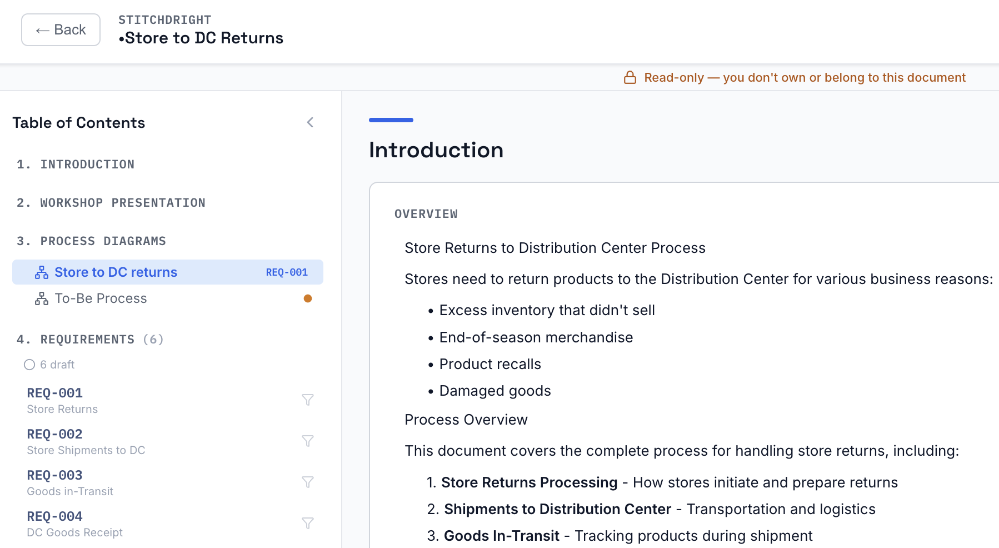 ← Back
STITCHDRIGHT
•Store to DC Returns
Read-only — you don't own or belong to this document
Table of Contents
1. INTRODUCTION
2. WORKSHOP PRESENTATION
3. PROCESS DIAGRAMS
Store to DC returns REQ-001
To-Be Process
4. REQUIREMENTS (6)
6 draft
REQ-001
Store Returns
REQ-002
Store Shipments to DC
REQ-003
Goods in-Transit
REQ-004
DC Goods Receipt
Introduction
OVERVIEW
Store Returns to Distribution Center Process
Stores need to return products to the Distribution Center for various business reasons:
• Excess inventory that didn't sell
• End-of-season merchandise
• Product recalls
• Damaged goods
Process Overview
This document covers the complete process for handling store returns, including:
1. Store Returns Processing - How stores initiate and prepare returns
2. Shipments to Distribution Center - Transportation and logistics
3. Goods In-Transit - Tracking products during shipment